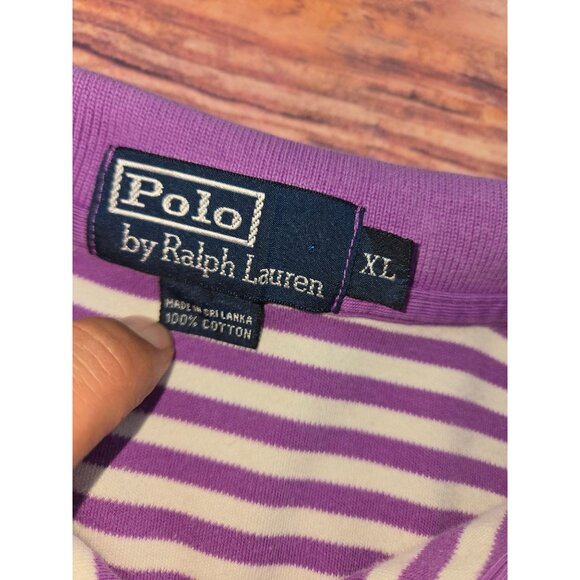 Polo
by Ralph Lauren
XL
MADE IN SRI LANKA
100% COTTON